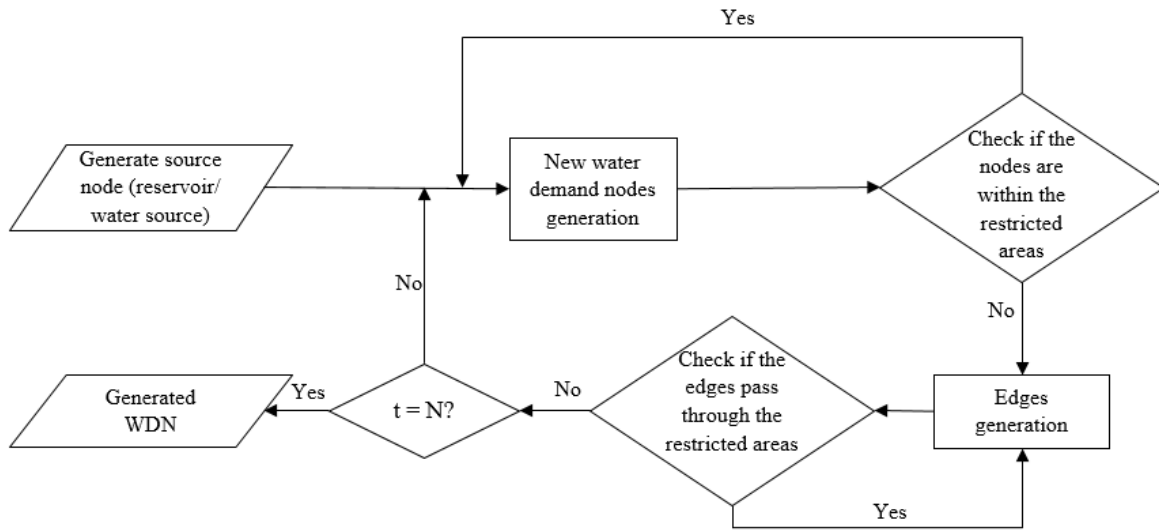 Yes
Generate source
node (reservoir/
water source)
New water
demand nodes
generation
Check if the
nodes are
within the
restricted
areas
No
No
Generated
WDN
Yes
t = N?
No
Check if the
edges pass
through the
restricted areas
Edges
generation
Yes